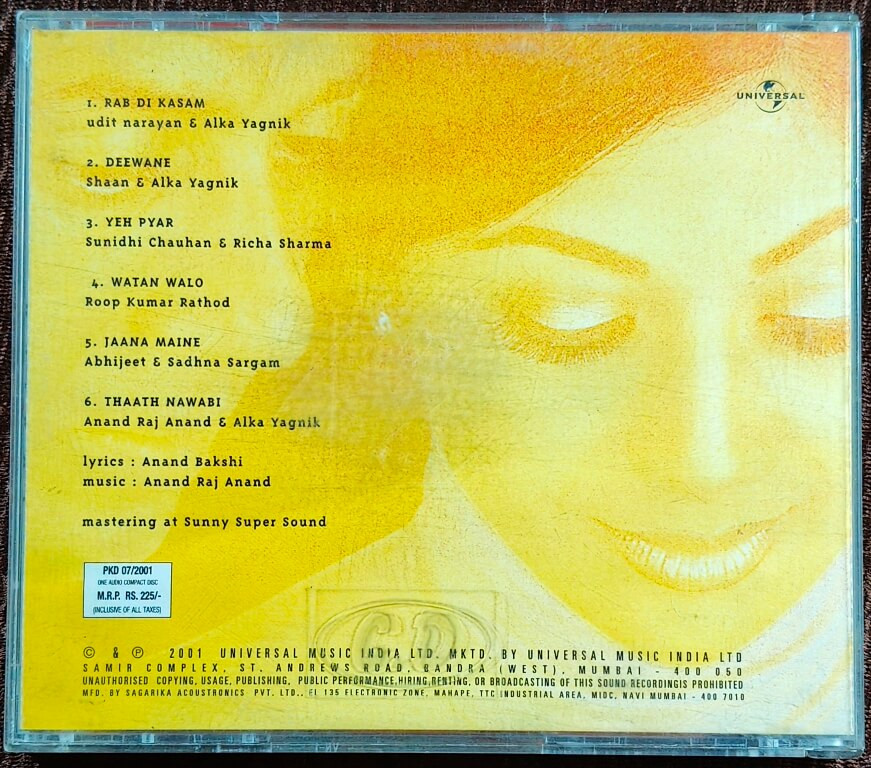 UNIVERSAL
1. RAB DI KASAM
udit narayan & Alka Yagnik
2. DEEWANE
Shaan & Alka Yagnik
3. YEH PYAR
Sunidhi Chauhan & Richa Sharma
4. WATAN WALO
Roop Kumar Rathod
5. JAANA MAINE
Abhijeet & Sadhna Sargam
6. THAATH NAWABI
Anand Raj Anand & Alka Yagnik
lyrics : Anand Bakshi
music : Anand Raj Anand
mastering at Sunny Super Sound
PKD 07/2001
ONE AUDIO COMPACT DISC
M.R.P. RS. 225/-
(INCLUSIVE OF ALL TAXES)
CD
© & ℗ 2001 UNIVERSAL MUSIC INDIA LTD. MKTD. BY UNIVERSAL MUSIC INDIA LTD
SAMIR COMPLEX, ST. ANDREWS ROAD, BANDRA (WEST), MUMBAI - 400 050
UNAUTHORISED COPYING, USAGE, PUBLISHING, PUBLIC PERFORMANCE,HIRING,RENTING, OR BROADCASTING OF THIS SOUND RECORDINGIS PROHIBITED
MFD. BY SAGARIKA ACOUSTRONICS PVT. LTD., EL 135 ELECTRONIC ZONE, MAHAPE, TTC INDUSTRIAL AREA, MIDC, NAVI MUMBAI - 400 7010